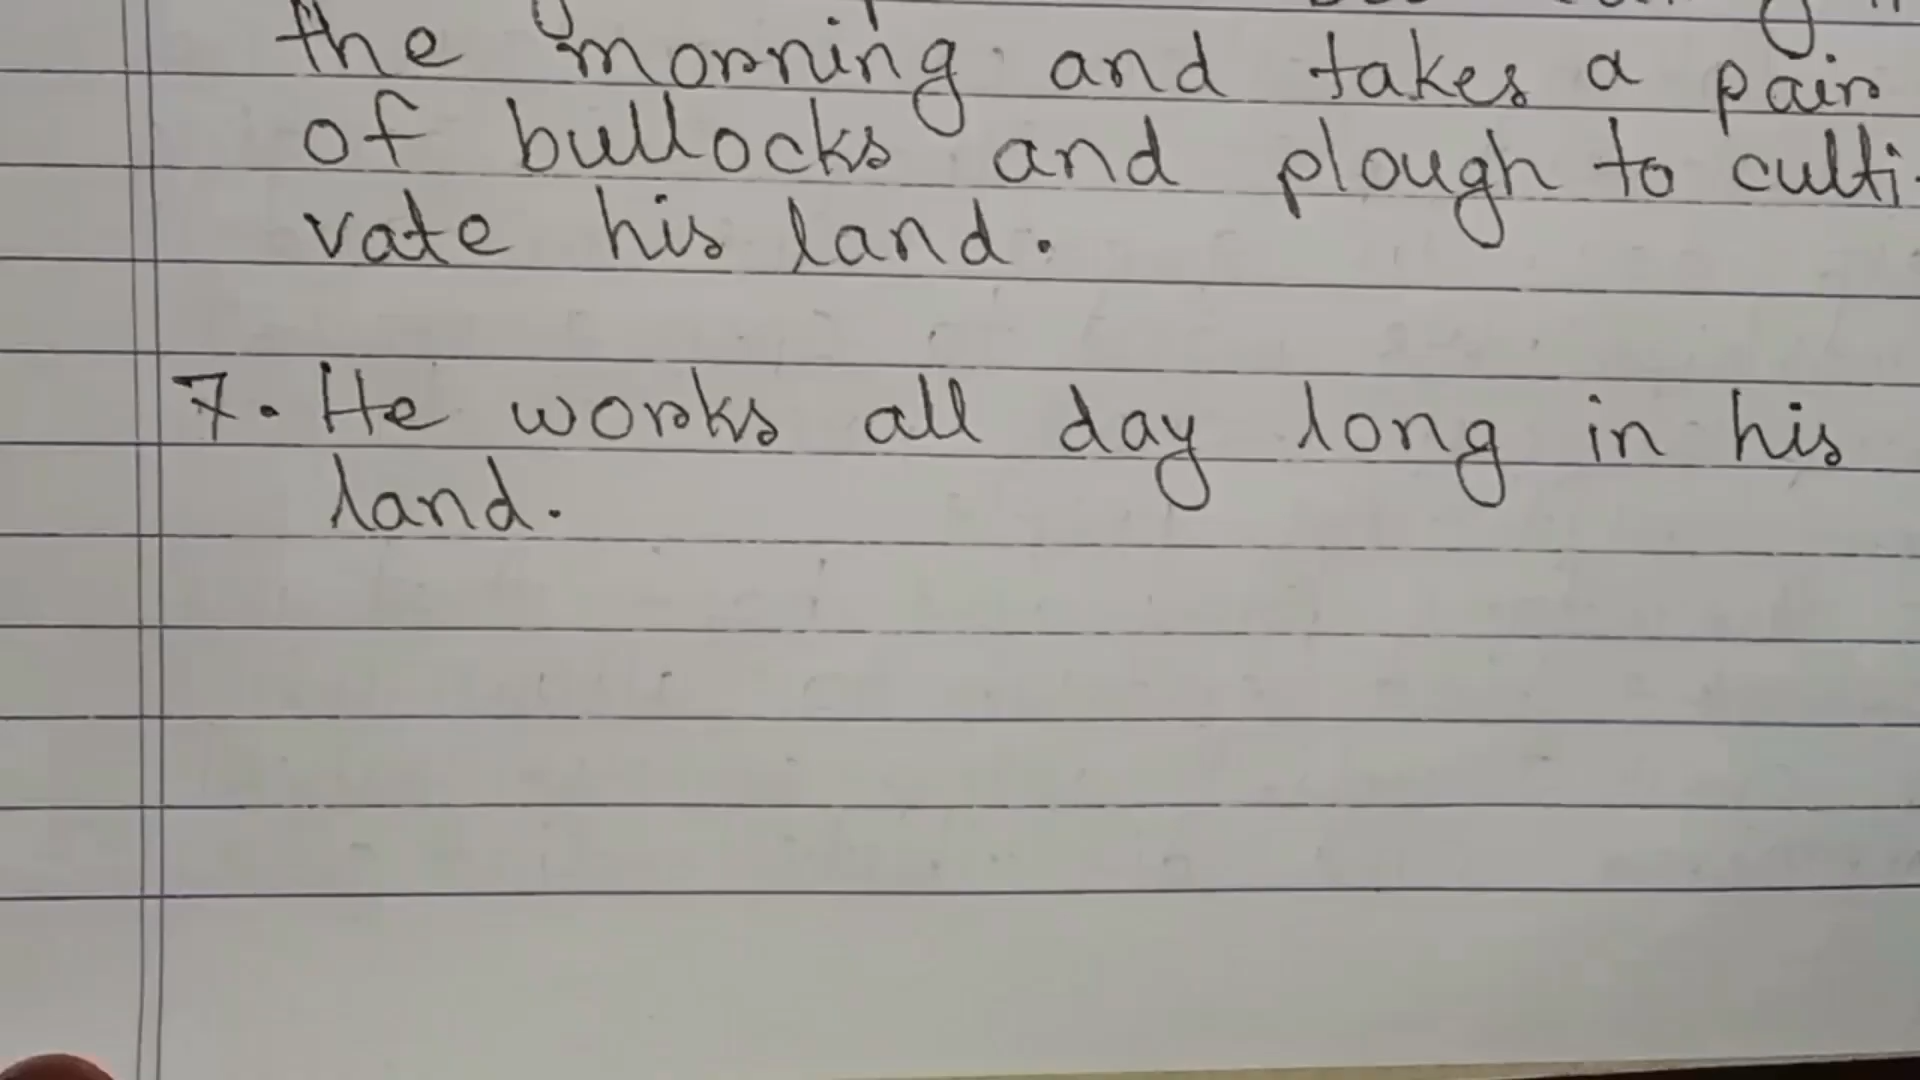 the morning and takes a pair
of bullocks and plough to culti-
vate his land.
7. He works all day long in his
land.